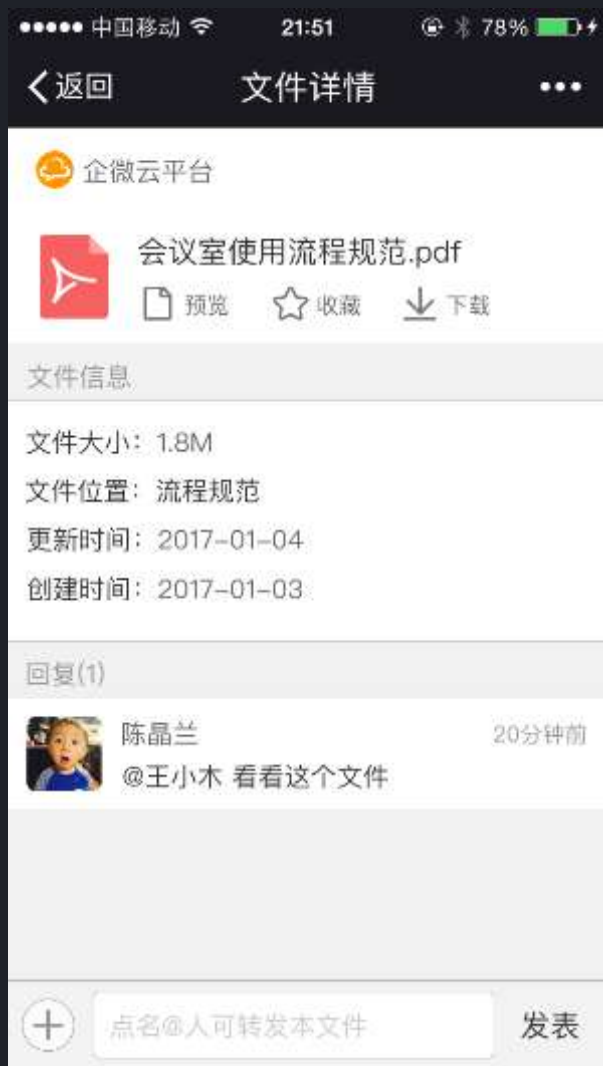 中国移动 21:51 78%
返回 文件详情
企微云平台
会议室使用流程规范.pdf
预览 收藏 下载
文件信息
文件大小：1.8M
文件位置：流程规范
更新时间：2017-01-04
创建时间：2017-01-03
回复(1)
陈晶兰 20分钟前
@王小木 看看这个文件
点名@人可转发本文件 发表